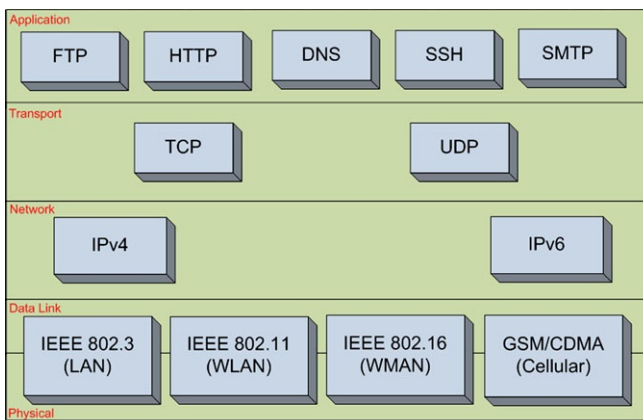 Application
FTP
HTTP
DNS
SSH
SMTP
Transport
TCP
UDP
Network
IPv4
IPv6
Data Link
IEEE 802.3
(LAN)
IEEE 802.11
(WLAN)
IEEE 802.16
(WMAN)
GSM/CDMA
(Cellular)
Physical